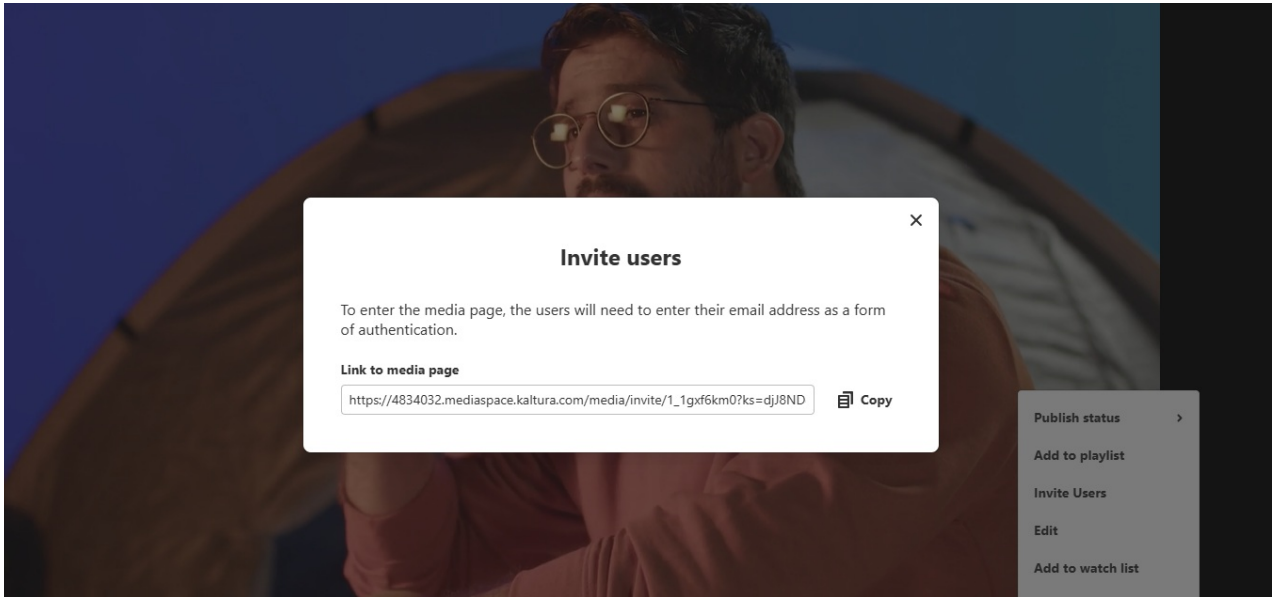 Invite users
To enter the media page, the users will need to enter their email address as a form
of authentication.
Link to media page
https://4834032.mediaspace.kaltura.com/media/invite/1_1gxf6km0?ks=djJ8ND
Copy
Publish status
Add to playlist
Invite Users
Edit
Add to watch list